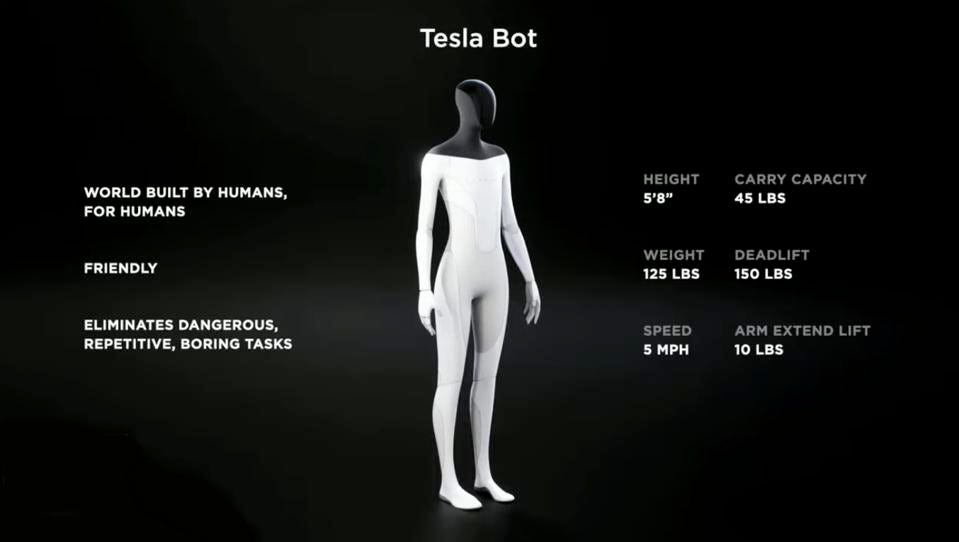 Tesla Bot
WORLD BUILT BY HUMANS,
FOR HUMANS
FRIENDLY
ELIMINATES DANGEROUS,
REPETITIVE, BORING TASKS
HEIGHT
5’8”
CARRY CAPACITY
45 LBS
WEIGHT
125 LBS
DEADLIFT
150 LBS
SPEED
5 MPH
ARM EXTEND LIFT
10 LBS